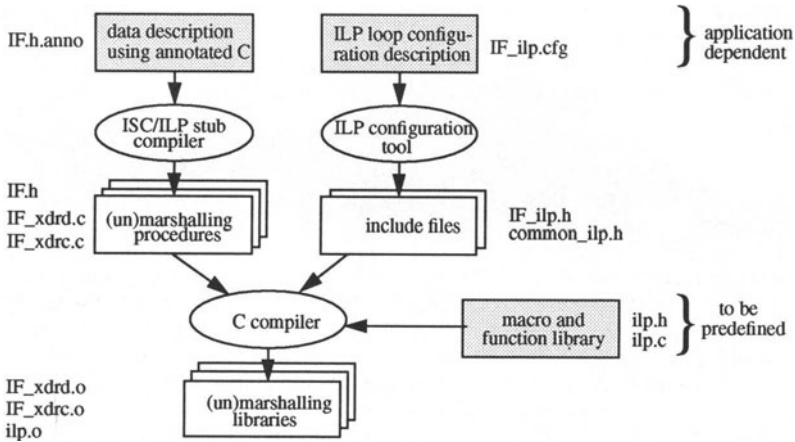 IF.h.anno
data description
using annotated C
ILP loop configu-
ration description
IF_ilp.cfg
application
dependent
ISC/ILP stub
compiler
ILP configuration
tool
IF.h
IF_xdrd.c
IF_xdrc.c
(un)marshalling
procedures
include files
IF_ilp.h
common_ilp.h
C compiler
macro and
function library
ilp.h
ilp.c
to be
predefined
IF_xdrd.o
IF_xdrc.o
ilp.o
(un)marshalling
libraries